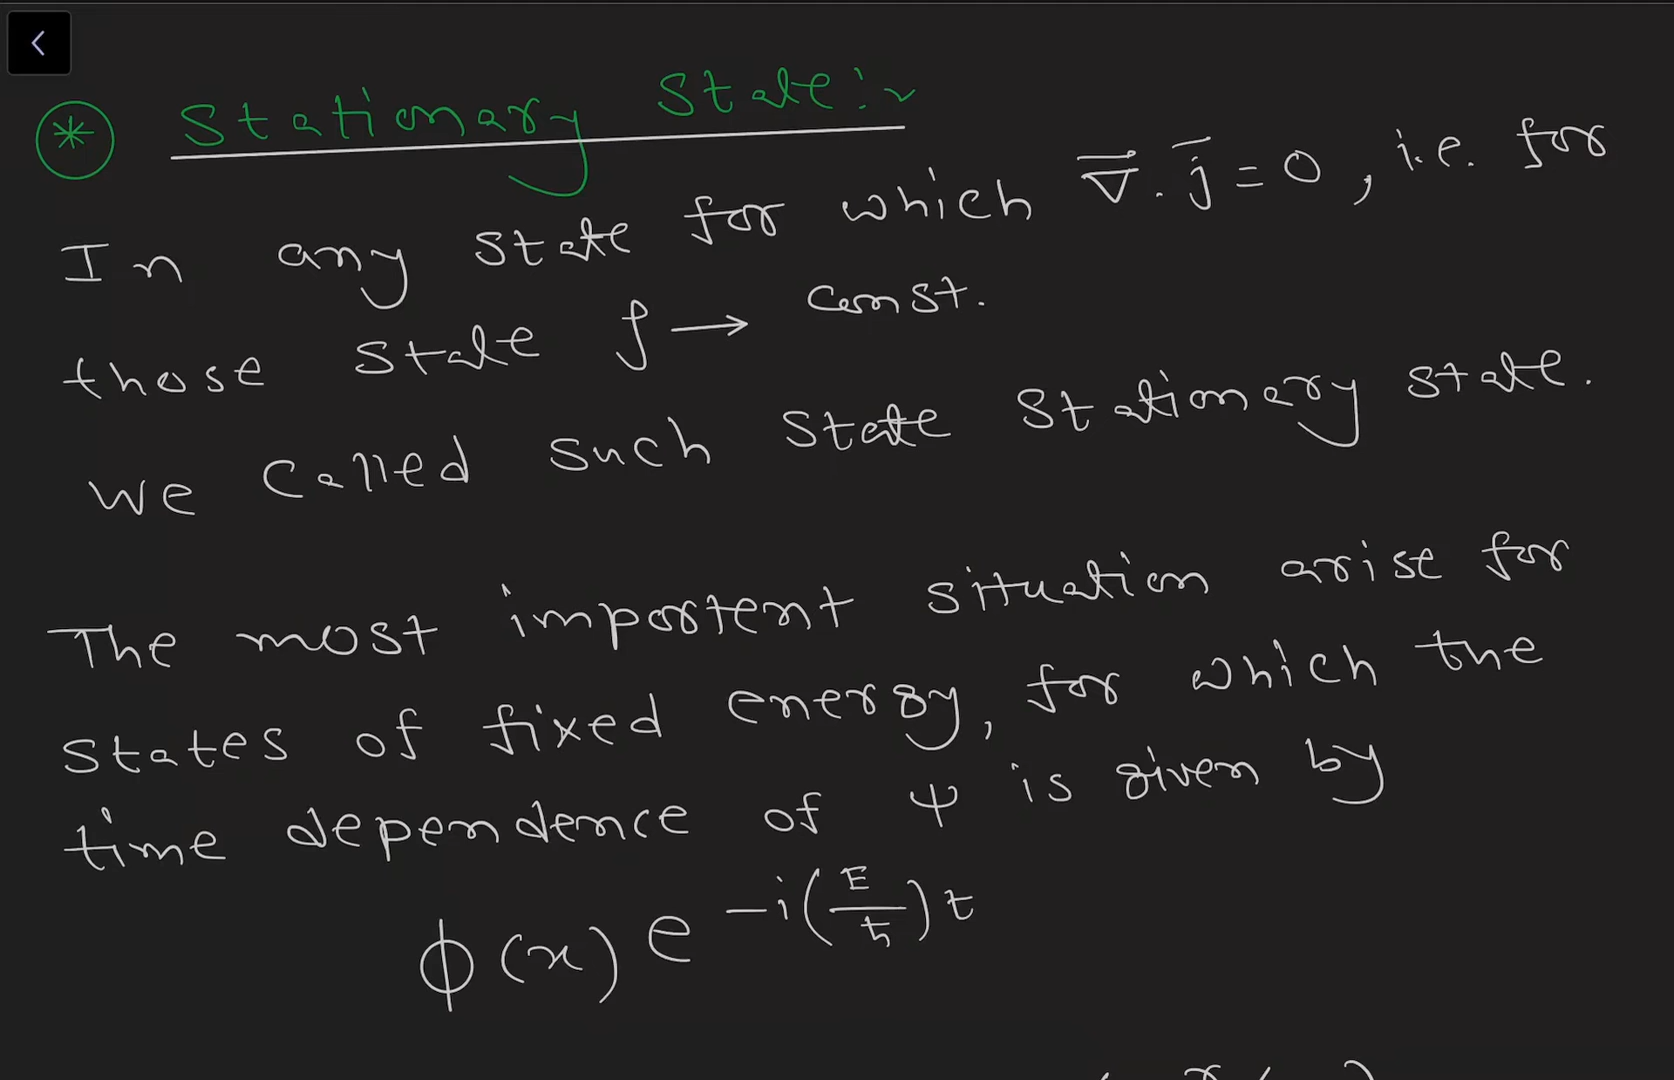 * Stationary State :-
In any state for which ∇⃗ . j⃗ = 0 , i.e. for
those state ρ → const.
we called such state stationary state.
The most important situation arise for
states of fixed energy, for which the
time dependence of ψ is given by
ϕ(x) e^{-i(E/ħ)t}